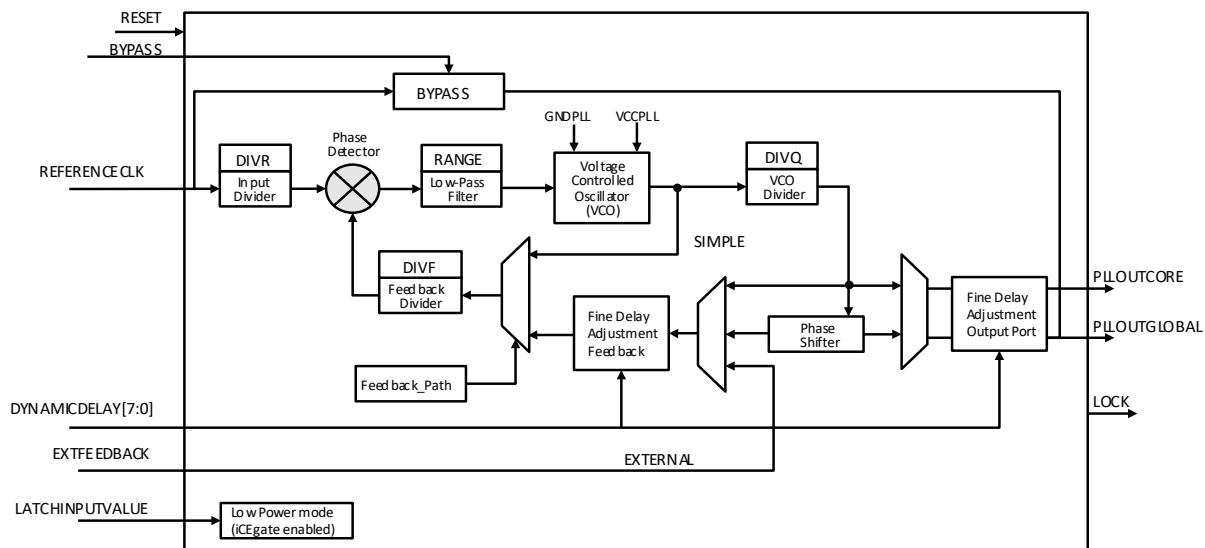 RESET
BYPASS
BYPASS
GNDPLL
VCCPLL
Phase
Detector
DIVR
RANGE
Voltage
Controlled
Oscillator
(VCO)
DIVQ
REFERENCECLK
Input
Divider
Low-Pass
Filter
VCO
Divider
SIMPLE
DIVF
Feedback
Divider
Fine Delay
Adjustment
Feedback
Phase
Shifter
Fine Delay
Adjustment
Output Port
PLLOUTCORE
PLLOUTGLOBAL
Feedback_Path
DYNAMICDELAY[7:0]
LOCK
EXTFEEDBACK
EXTERNAL
LATCHINPUTVALUE
Low Power mode
(iCEgate enabled)